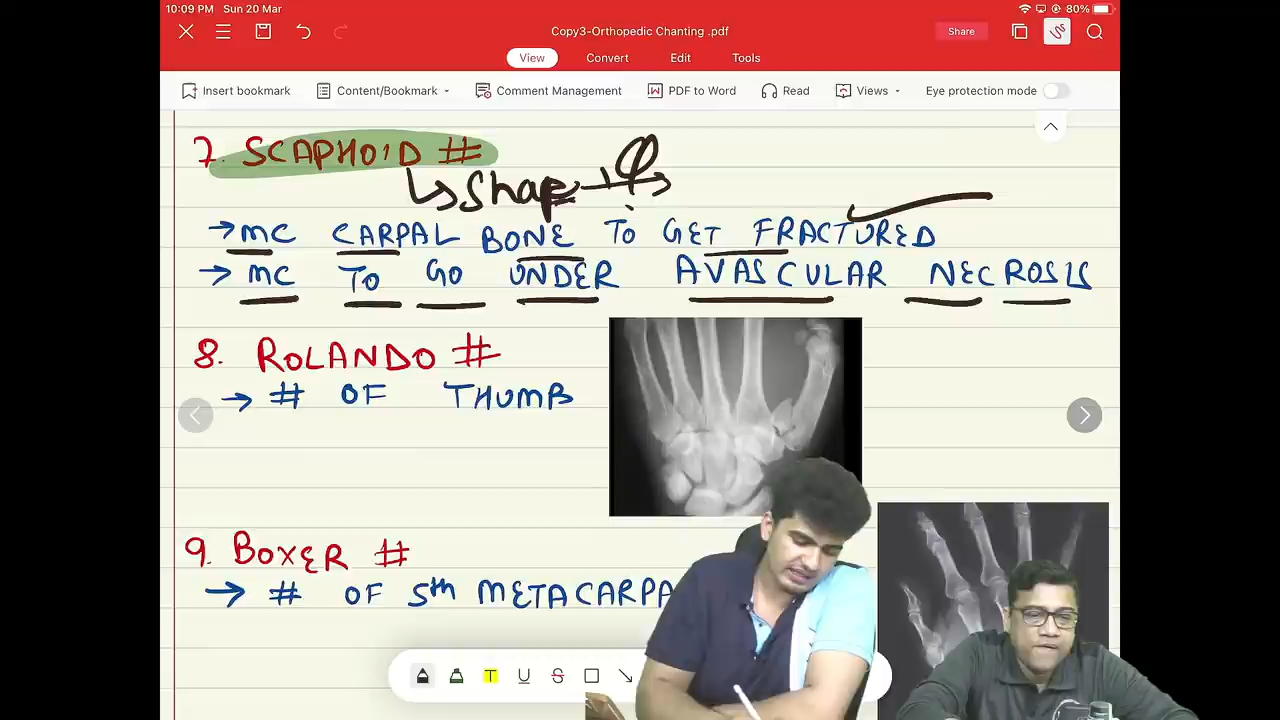 10:09 PM Sun 20 Mar 80%
Copy3-Orthopedic Chanting .pdf
Share
View Convert Edit Tools
Insert bookmark Content/Bookmark Comment Management PDF to Word Read Views Eye protection mode
7. SCAPHOID #
↳ Shape →
→ MC CARPAL BONE TO GET FRACTURED
→ MC TO GO UNDER AVASCULAR NECROSIS
8. ROLANDO #
→ # OF THUMB
9. BOXER #
→ # OF 5th METACARPA
T U S